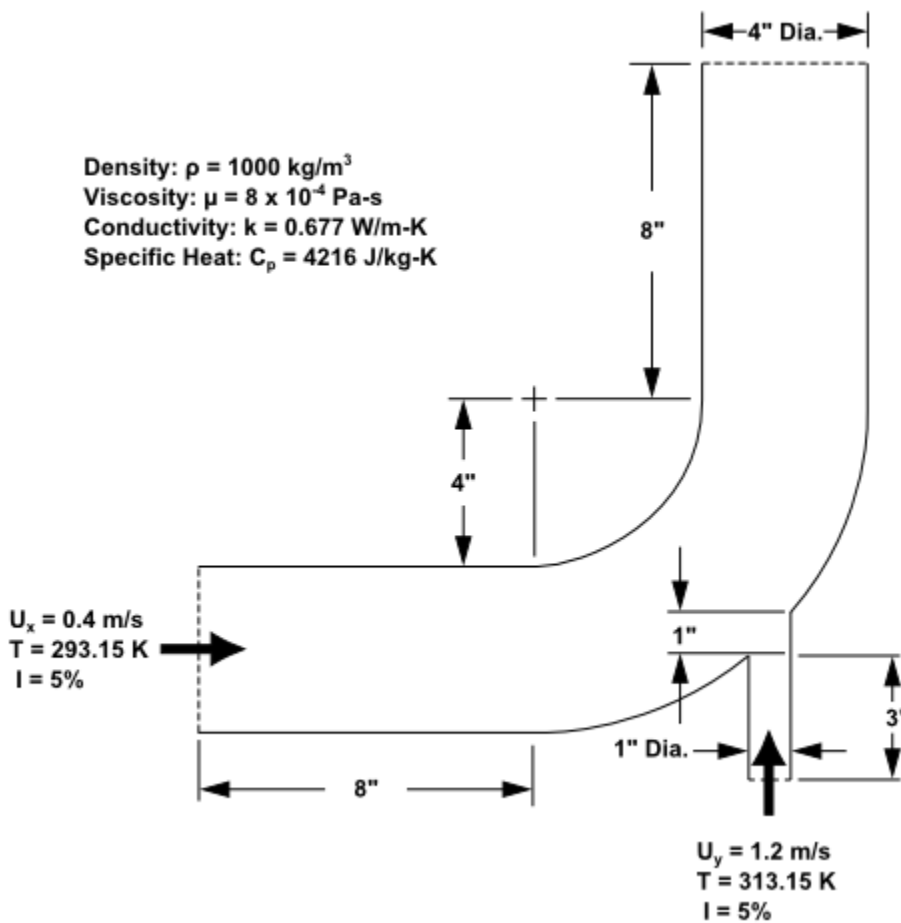 4" Dia.
Density: ρ = 1000 kg/m³
Viscosity: μ = 8 x 10⁻⁴ Pa-s
Conductivity: k = 0.677 W/m-K
Specific Heat: Cₚ = 4216 J/kg-K
8"
4"
Uₓ = 0.4 m/s
T = 293.15 K
I = 5%
1"
3"
1" Dia.
8"
Uᵧ = 1.2 m/s
T = 313.15 K
I = 5%